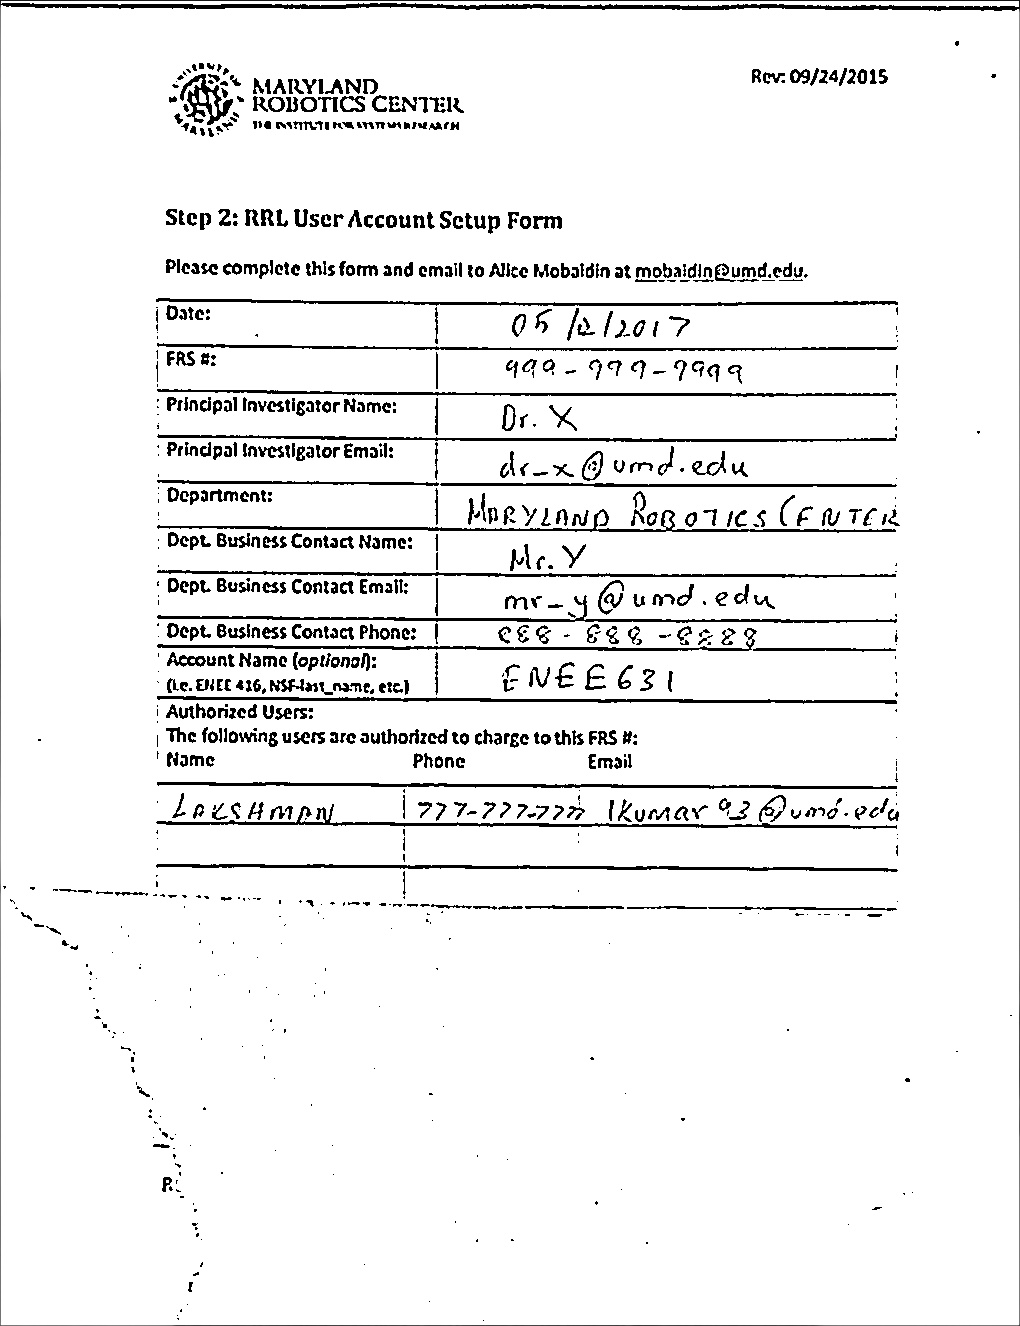 UNIVERSITY OF MARYLAND
MARYLAND
ROBOTICS CENTER
THE INSTITUTE FOR SYSTEMS RESEARCH
Rev: 09/24/2015
Step 2: RRL User Account Setup Form
Please complete this form and email to Alice Mobaidin at mobaidin@umd.edu.
Date: 05/12/2017
FRS #: 999-999-9999
Principal Investigator Name: Dr. X
Principal Investigator Email: dr_x@umd.edu
Department: MARYLAND ROBOTICS CENTER
Dept. Business Contact Name: Mr. Y
Dept. Business Contact Email: mr_y@umd.edu
Dept. Business Contact Phone: 888-888-8888
Account Name (optional):
(i.e. ENEE 416, NSF-last_name, etc.) ENEE631
Authorized Users:
The following users are authorized to charge to this FRS #:
Name Phone Email
LAKSHMAN 777-777-777 lkumar93@umd.edu